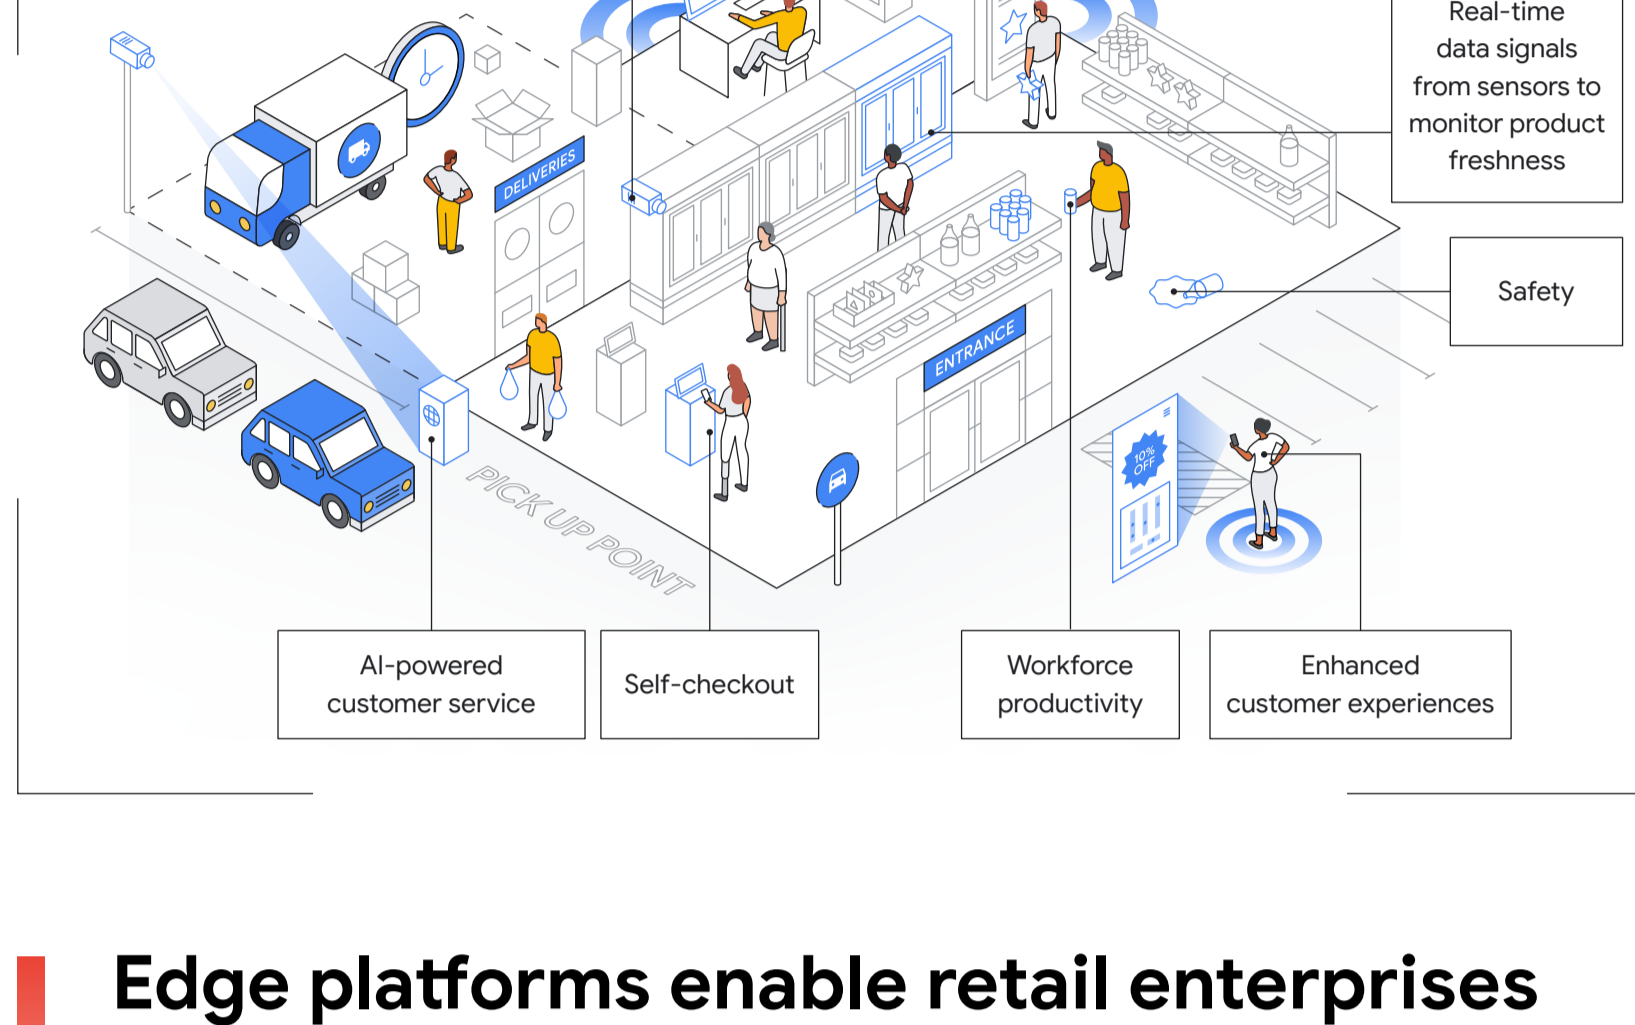 Real-time
data signals
from sensors to
monitor product
freshness
DELIVERIES
Safety
ENTRANCE
10%
OFF
PICK UP POINT
AI-powered
customer service
Self-checkout
Workforce
productivity
Enhanced
customer experiences
Edge platforms enable retail enterprises